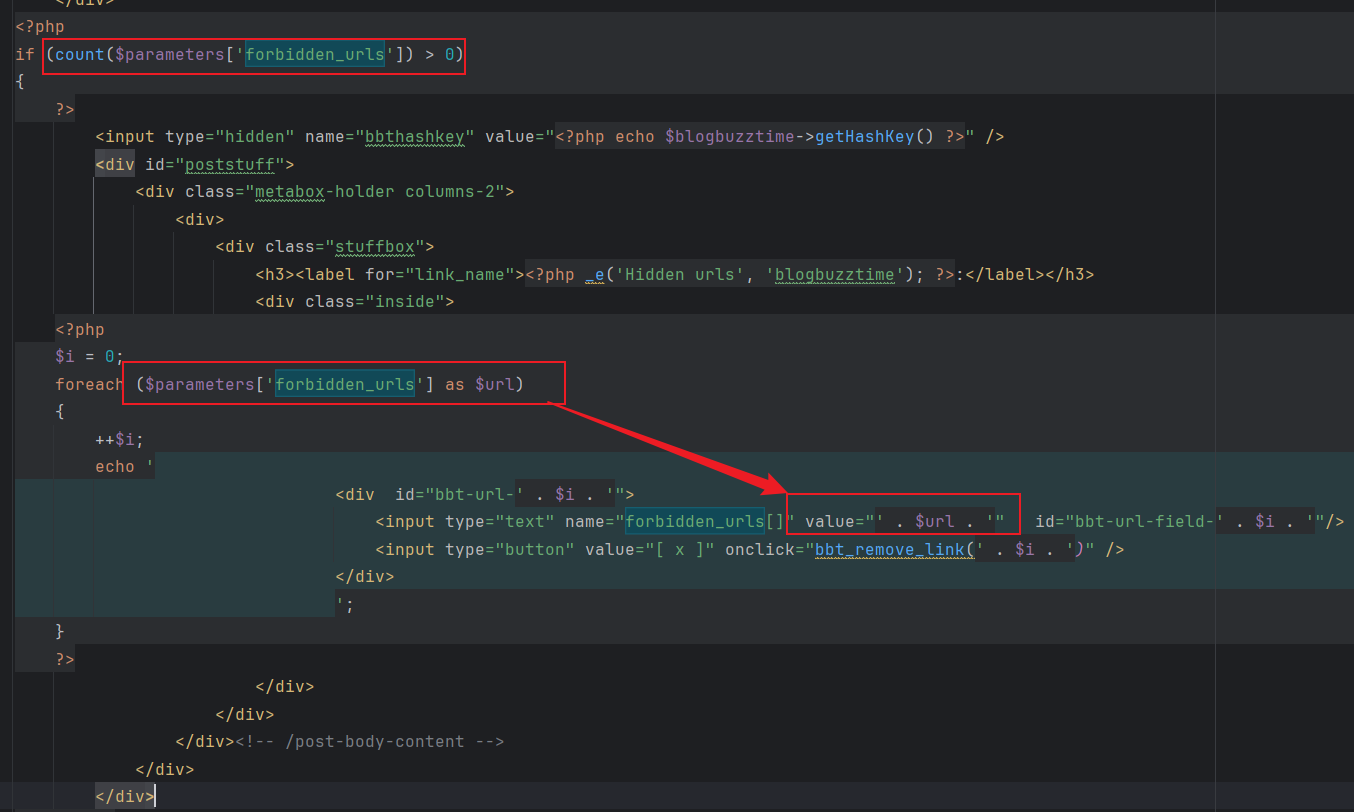 </div>
<?php
if (count($parameters['forbidden_urls']) > 0)
{
?>
<input type="hidden" name="bbthashkey" value="<?php echo $blogbuzztime->getHashKey() ?>" />
<div id="poststuff">
<div class="metabox-holder columns-2">
<div>
<div class="stuffbox">
<h3><label for="link_name"><?php _e('Hidden urls', 'blogbuzztime'); ?>:</label></h3>
<div class="inside">
<?php
$i = 0;
foreach ($parameters['forbidden_urls'] as $url)
{
++$i;
echo '
<div  id="bbt-url-' . $i . '">
<input type="text" name="forbidden_urls[]" value="' . $url . '"   id="bbt-url-field-' . $i . '"/>
<input type="button" value="[ x ]" onclick="bbt_remove_link(' . $i . ')" />
</div>
';
}
?>
</div>
</div>
</div><!-- /post-body-content -->
</div>
</div>